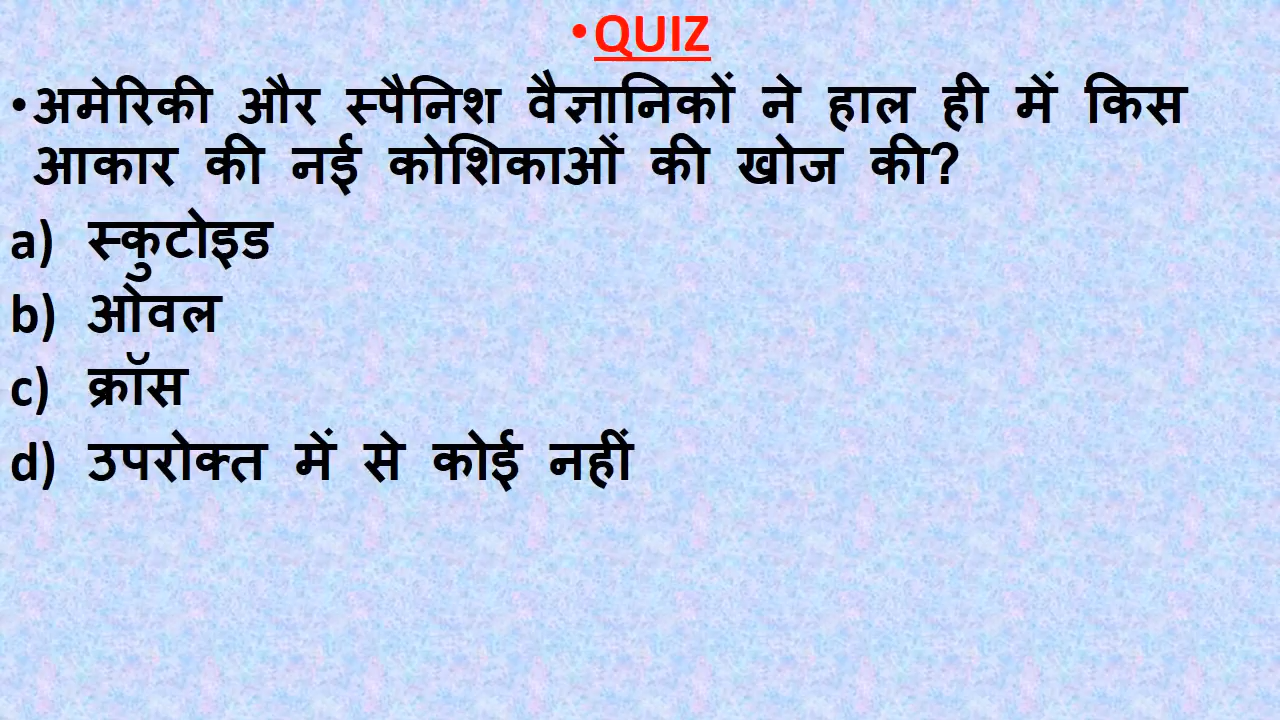 •QUIZ
•अमेरिकी और स्पैनिश वैज्ञानिकों ने हाल ही में किस
आकार की नई कोशिकाओं की खोज की?
a) स्कुटोइड
b) ओवल
c) क्रॉस
d) उपरोक्त में से कोई नहीं